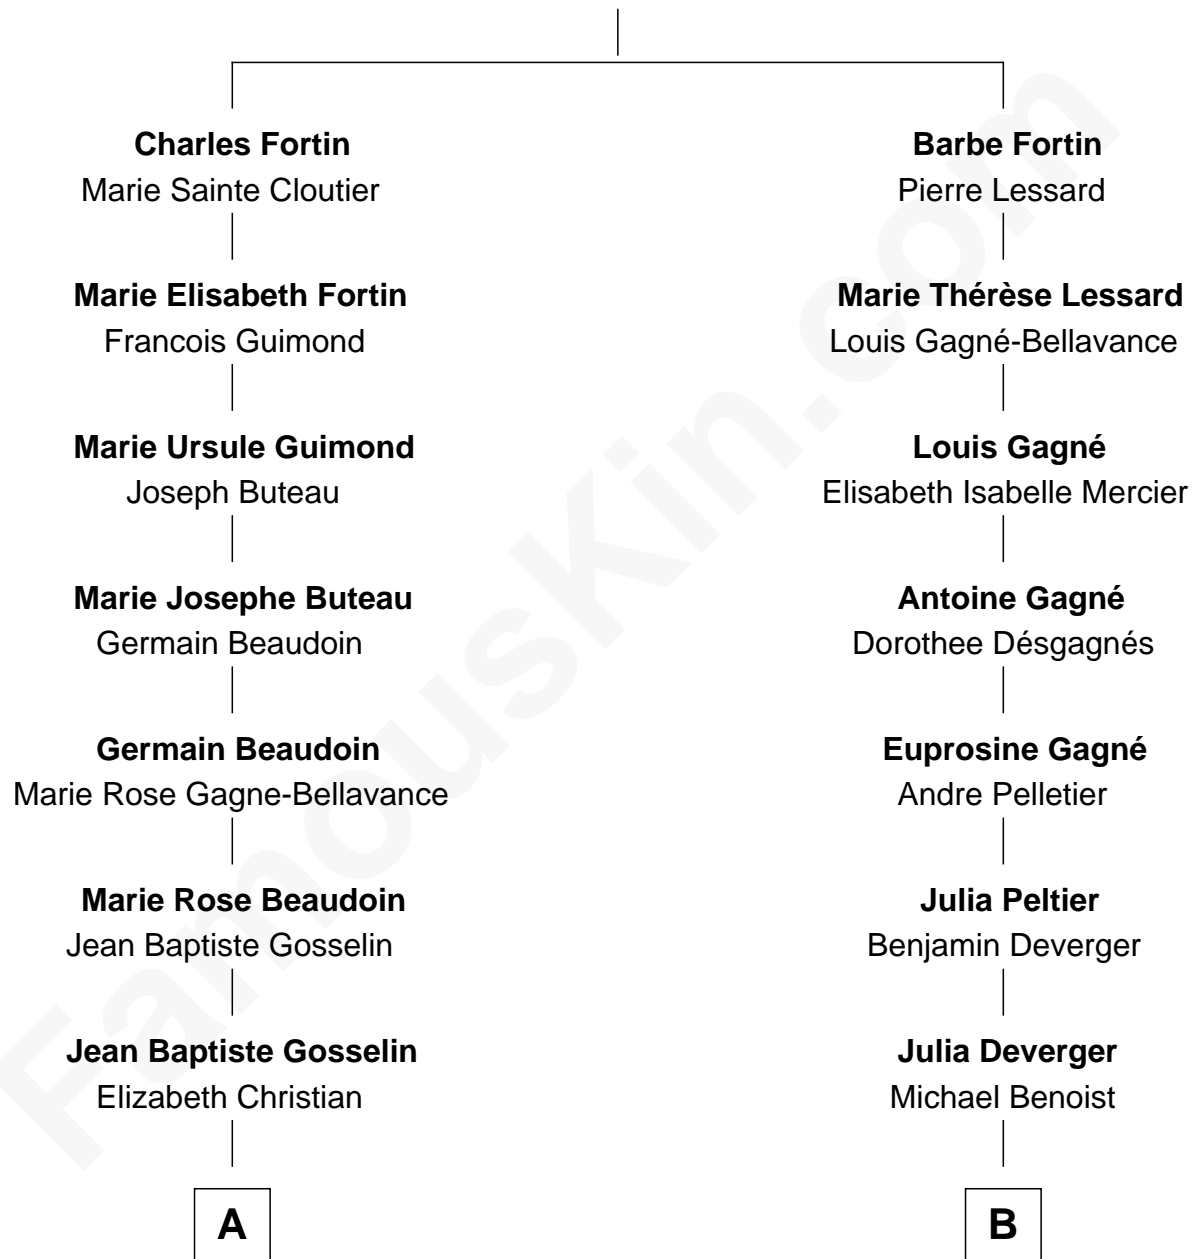 Charles Fortin
Marie Sainte Cloutier
Marie Elisabeth Fortin
Francois Guimond
Marie Ursule Guimond
Joseph Buteau
Marie Josephe Buteau
Germain Beaudoin
Germain Beaudoin
Marie Rose Gagne-Bellavance
Marie Rose Beaudoin
Jean Baptiste Gosselin
Jean Baptiste Gosselin
Elizabeth Christian
A
Barbe Fortin
Pierre Lessard
Marie Thérèse Lessard
Louis Gagné-Bellavance
Louis Gagné
Elisabeth Isabelle Mercier
Antoine Gagné
Dorothee Désgagnés
Euprosine Gagné
Andre Pelletier
Julia Peltier
Benjamin Deverger
Julia Deverger
Michael Benoist
B
FamousKin.com